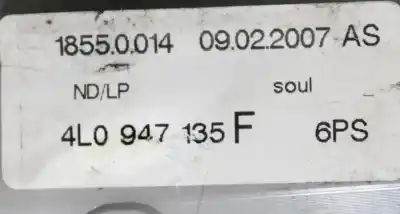 1855.0.014 09.02.2007-AS
ND/LP soul
4L0 947 135 F 6PS